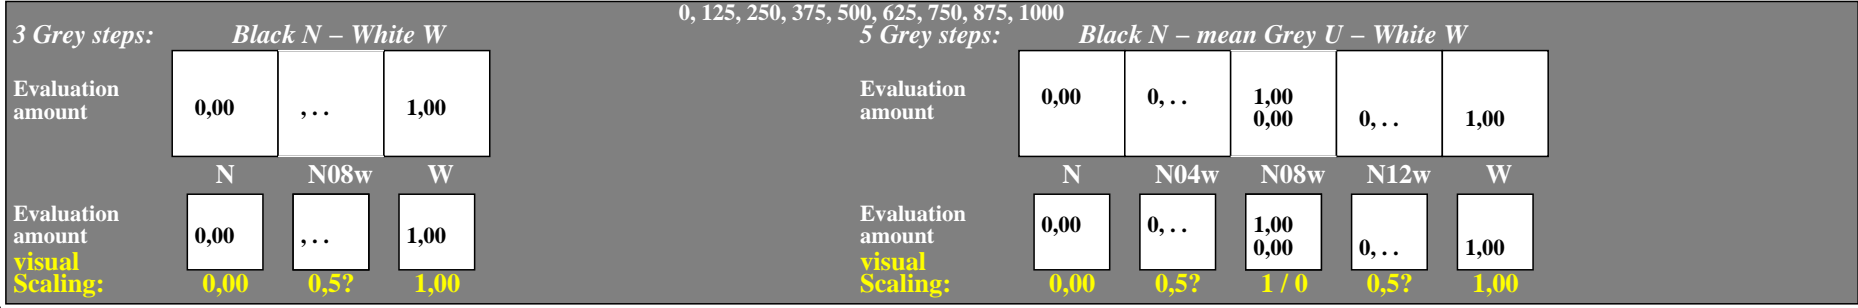 0, 125, 250, 375, 500, 625, 750, 875, 1000
3 Grey steps: Black N – White W
Evaluation
amount
0,00 , . . 1,00
N N08w W
Evaluation
amount
0,00 , . . 1,00
visual
Scaling: 0,00 0,5? 1,00
5 Grey steps: Black N – mean Grey U – White W
Evaluation
amount
0,00 0, . . 1,00
0,00 0, . . 1,00
N N04w N08w N12w W
Evaluation
amount
0,00 0, . . 1,00
0,00 0, . . 1,00
visual
Scaling: 0,00 0,5? 1 / 0 0,5? 1,00